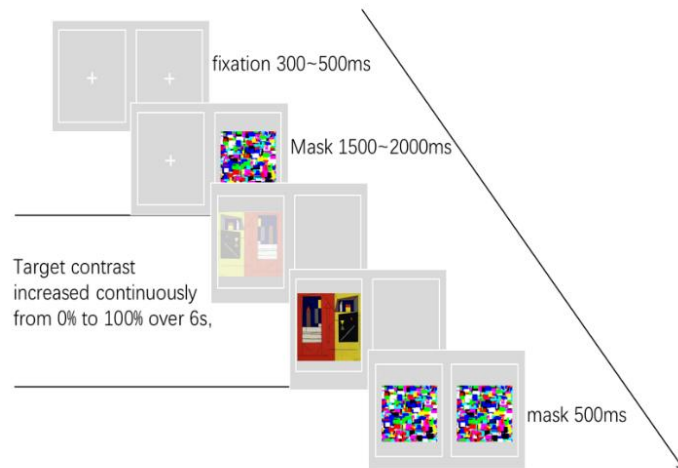 fixation 300~500ms
Mask 1500~2000ms
Target contrast
increased continuously
from 0% to 100% over 6s,
mask 500ms